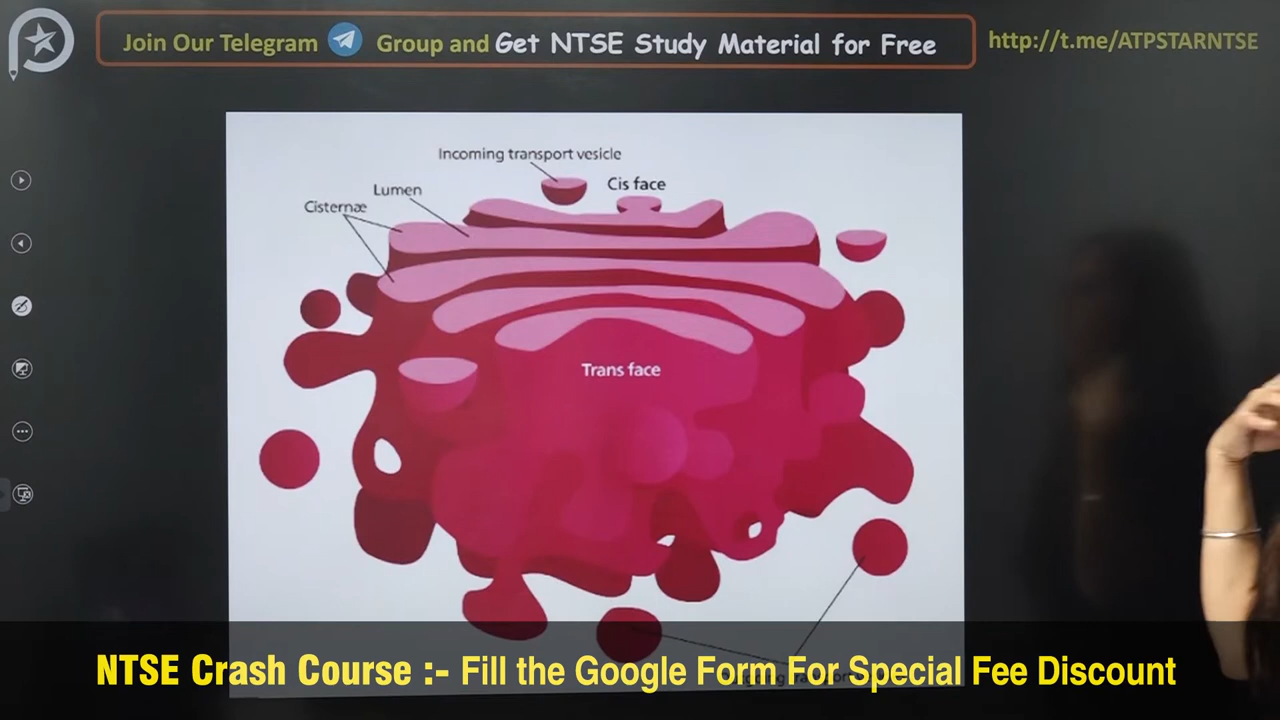 Join Our Telegram Group and Get NTSE Study Material for Free
http://t.me/ATPSTARNTSE
Incoming transport vesicle
Cis face
Lumen
Cisternæ
Trans face
NTSE Crash Course :- Fill the Google Form For Special Fee Discount